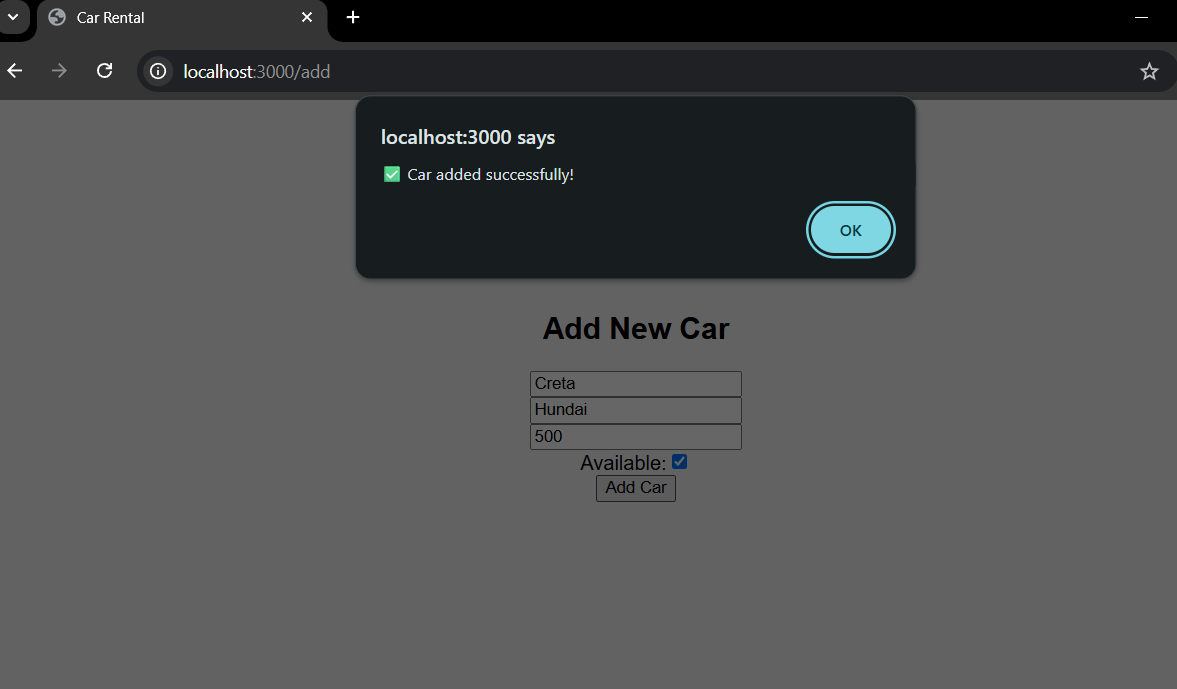 Car Rental
localhost:3000/add
localhost:3000 says
✅ Car added successfully!
OK
Add New Car
Creta
Hundai
500
Available:
Add Car